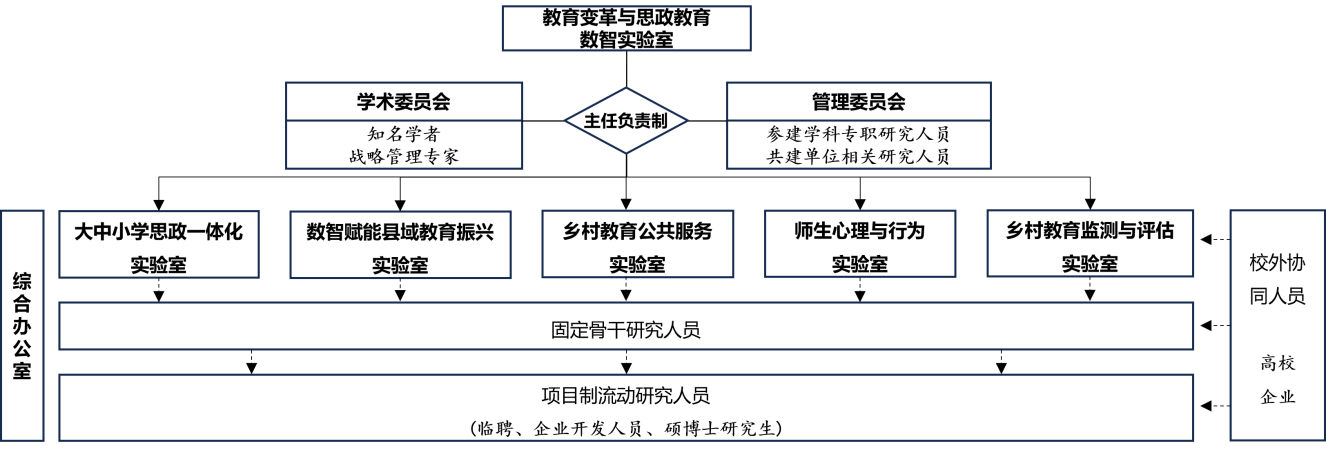 教育变革与思政教育
数智实验室
学术委员会
知名学者
战略管理专家
主任负责制
管理委员会
参建学科专职研究人员
共建单位相关研究人员
综合办公室
大中小学思政一体化
实验室
数智赋能县域教育振兴
实验室
乡村教育公共服务
实验室
师生心理与行为
实验室
乡村教育监测与评估
实验室
固定骨干研究人员
项目制流动研究人员
(临聘、企业开发人员、硕博士研究生)
校外协
同人员
高校
企业